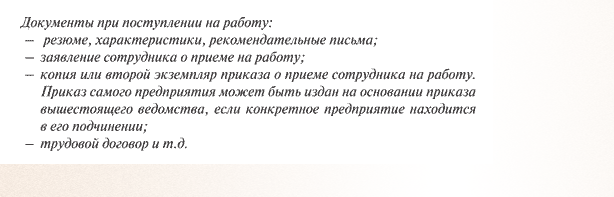 Документы при поступлении на работу:
– резюме, характеристики, рекомендательные письма;
– заявление сотрудника о приеме на работу;
– копия или второй экземпляр приказа о приеме сотрудника на работу.
Приказ самого предприятия может быть издан на основании приказа
вышестоящего ведомства, если конкретное предприятие находится
в его подчинении;
– трудовой договор и т.д.